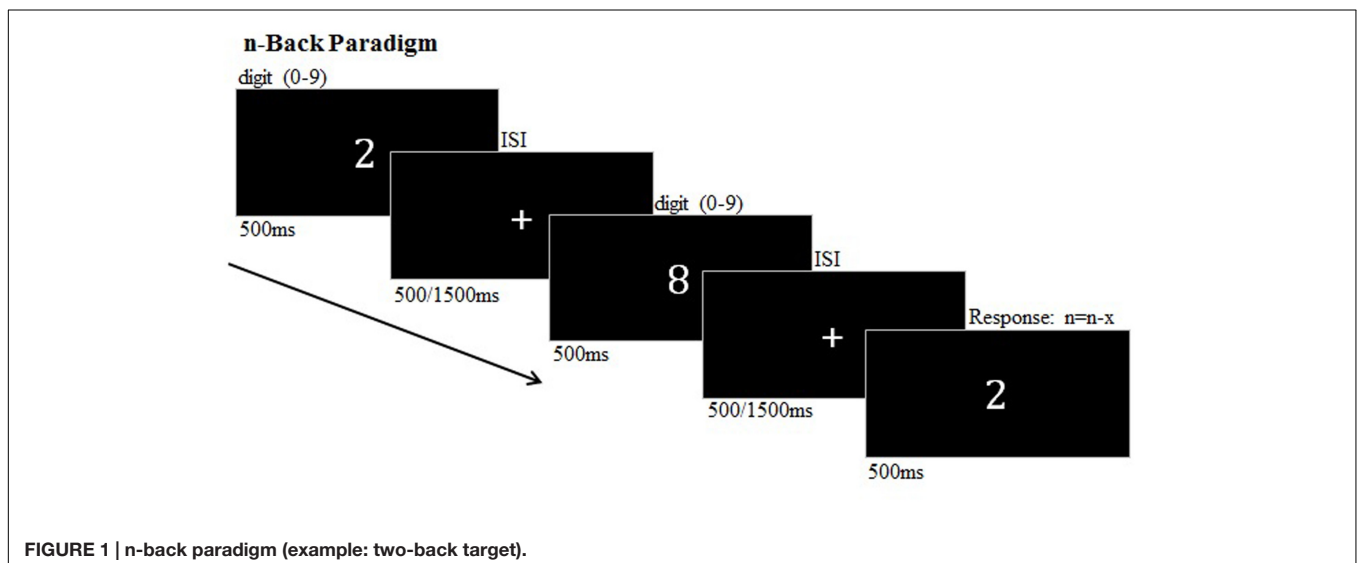 n-Back Paradigm
digit (0-9)
2
500ms
ISI
+
500/1500ms
digit (0-9)
8
500ms
ISI
+
500/1500ms
Response: n=n-x
2
500ms
FIGURE 1 | n-back paradigm (example: two-back target).